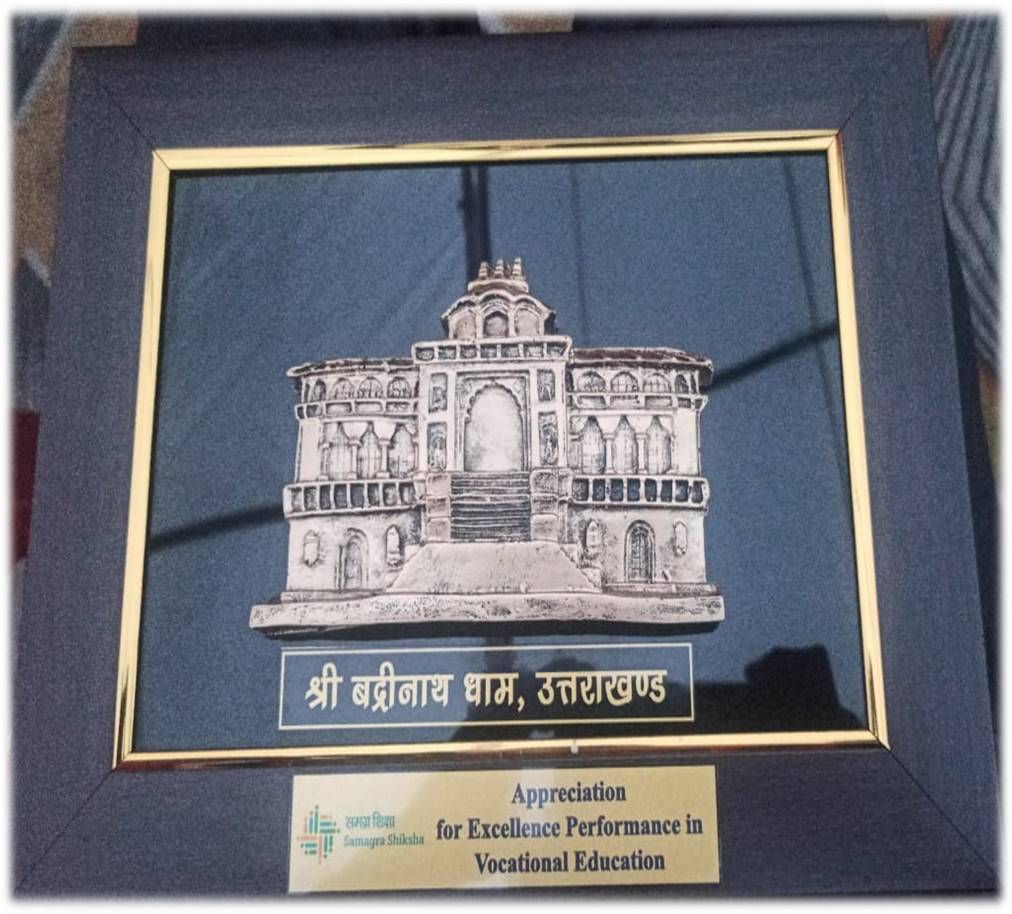 श्री बद्रीनाथ धाम, उत्तराखण्ड
समग्र शिक्षा
Samagra Shiksha
Appreciation
for Excellence Performance in
Vocational Education